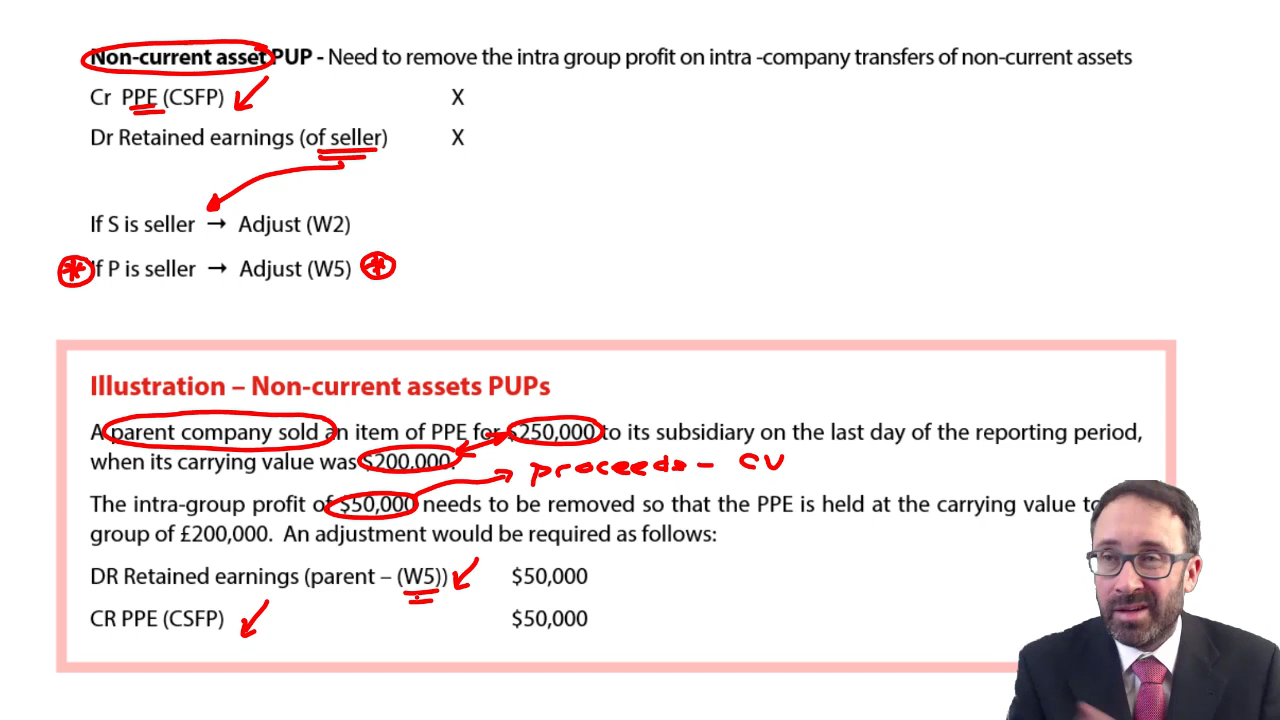 Non-current asset PUP - Need to remove the intra group profit on intra -company transfers of non-current assets
Cr PPE (CSFP) X
Dr Retained earnings (of seller) X
If S is seller → Adjust (W2)
* If P is seller → Adjust (W5) *
Illustration – Non-current assets PUPs
A parent company sold an item of PPE for $250,000 to its subsidiary on the last day of the reporting period,
when its carrying value was $200,000.
proceeds - CV
The intra-group profit of $50,000 needs to be removed so that the PPE is held at the carrying value to
group of £200,000. An adjustment would be required as follows:
DR Retained earnings (parent – (W5)) $50,000
CR PPE (CSFP) $50,000